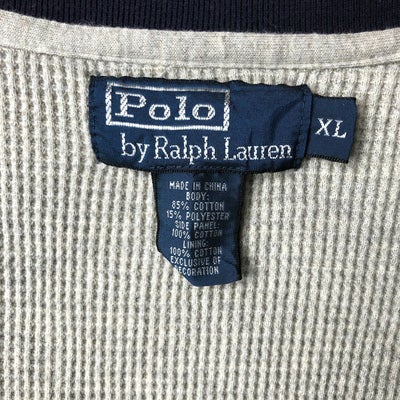 Polo
by Ralph Lauren
XL
MADE IN CHINA
BODY:
85% COTTON
15% POLYESTER
SIDE PANEL:
100% COTTON
LINING:
100% COTTON
EXCLUSIVE OF
DECORATION